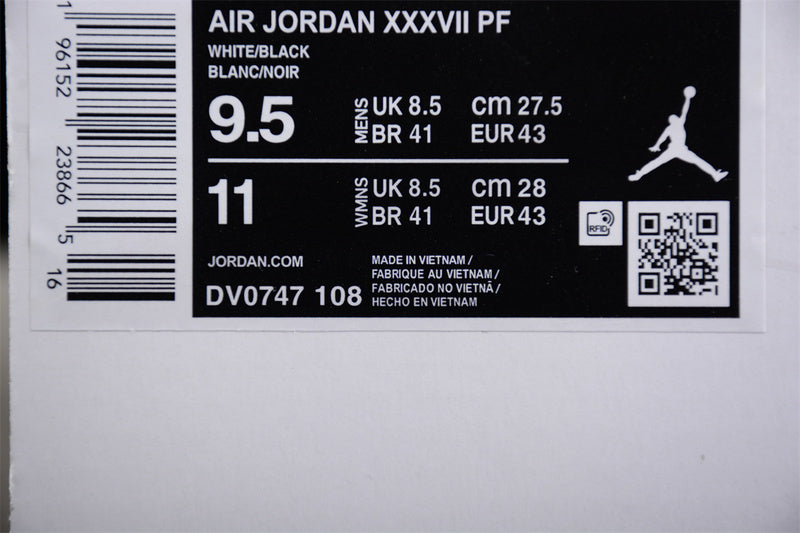 AIR JORDAN XXXVII PF
WHITE/BLACK
BLANC/NOIR
9.5
MENS
UK 8.5 cm 27.5
BR 41 EUR 43
11
WMNS
UK 8.5 cm 28
BR 41 EUR 43
RFID
JORDAN.COM
DV0747 108
MADE IN VIETNAM /
FABRIQUE AU VIETNAM /
FABRICADO NO VIETNÃ /
HECHO EN VIETNAM
1 96152 23866 5
16